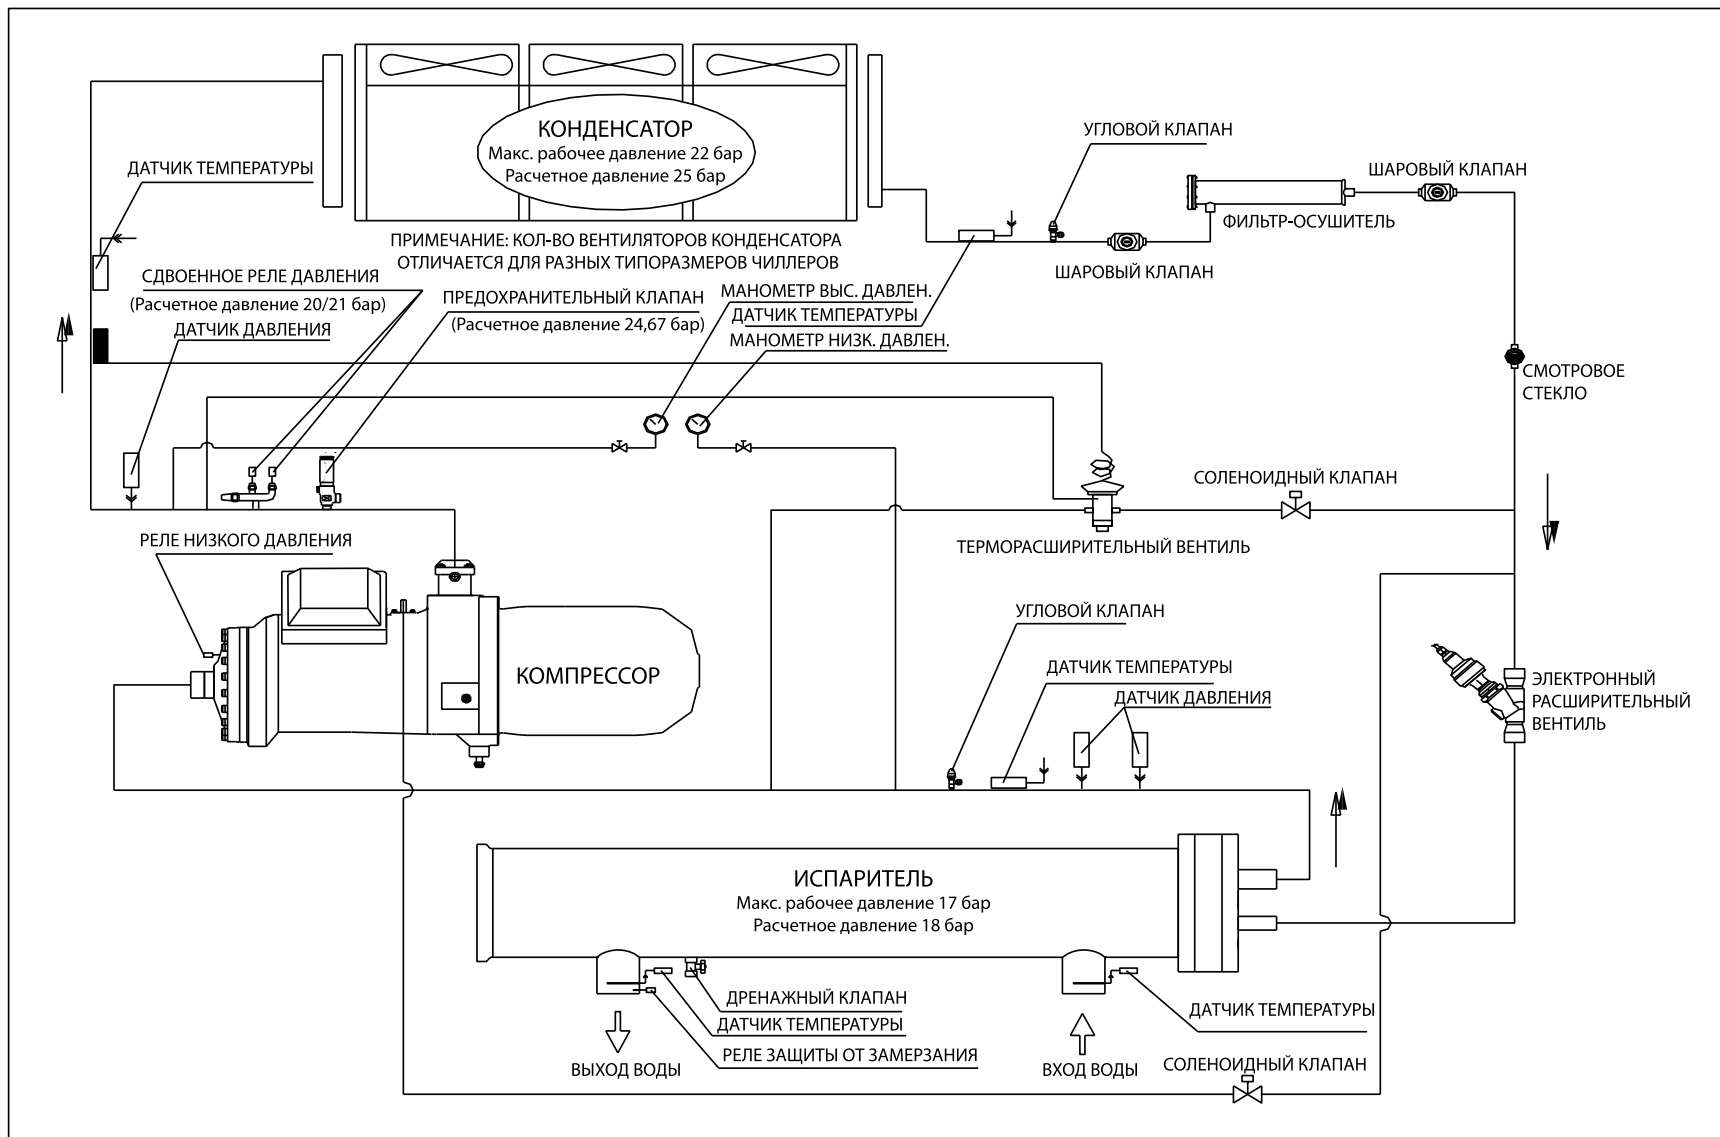 КОНДЕНСАТОР
Макс. рабочее давление 22 бар
Расчетное давление 25 бар
УГЛОВОЙ КЛАПАН
ДАТЧИК ТЕМПЕРАТУРЫ
ШАРОВЫЙ КЛАПАН
ФИЛЬТР-ОСУШИТЕЛЬ
ПРИМЕЧАНИЕ: КОЛ-ВО ВЕНТИЛЯТОРОВ КОНДЕНСАТОРА
ОТЛИЧАЕТСЯ ДЛЯ РАЗНЫХ ТИПОРАЗМЕРОВ ЧИЛЛЕРОВ
ШАРОВЫЙ КЛАПАН
СДВОЕННОЕ РЕЛЕ ДАВЛЕНИЯ
(Расчетное давление 20/21 бар)
ДАТЧИК ДАВЛЕНИЯ
ПРЕДОХРАНИТЕЛЬНЫЙ КЛАПАН
(Расчетное давление 24,67 бар)
МАНОМЕТР ВЫС. ДАВЛЕН.
ДАТЧИК ТЕМПЕРАТУРЫ
МАНОМЕТР НИЗК. ДАВЛЕН.
СМОТРОВОЕ
СТЕКЛО
СОЛЕНОИДНЫЙ КЛАПАН
РЕЛЕ НИЗКОГО ДАВЛЕНИЯ
ТЕРМОРАСШИРИТЕЛЬНЫЙ ВЕНТИЛЬ
УГЛОВОЙ КЛАПАН
КОМПРЕССОР
ДАТЧИК ТЕМПЕРАТУРЫ
ДАТЧИК ДАВЛЕНИЯ
ЭЛЕКТРОННЫЙ
РАСШИРИТЕЛЬНЫЙ
ВЕНТИЛЬ
ИСПАРИТЕЛЬ
Макс. рабочее давление 17 бар
Расчетное давление 18 бар
ДРЕНАЖНЫЙ КЛАПАН
ДАТЧИК ТЕМПЕРАТУРЫ
РЕЛЕ ЗАЩИТЫ ОТ ЗАМЕРЗАНИЯ
ДАТЧИК ТЕМПЕРАТУРЫ
ВЫХОД ВОДЫ
ВХОД ВОДЫ
СОЛЕНОИДНЫЙ КЛАПАН